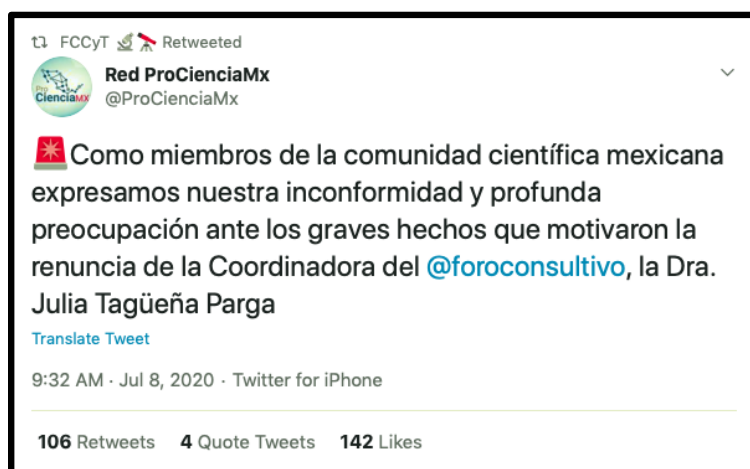 FCCyT 🔬🔭 Retweeted
Red ProCienciaMx
@ProCienciaMx
Pro
CienciaMX
🚨Como miembros de la comunidad científica mexicana
expresamos nuestra inconformidad y profunda
preocupación ante los graves hechos que motivaron la
renuncia de la Coordinadora del @foroconsultivo, la Dra.
Julia Tagüeña Parga
Translate Tweet
9:32 AM · Jul 8, 2020 · Twitter for iPhone
106 Retweets 4 Quote Tweets 142 Likes